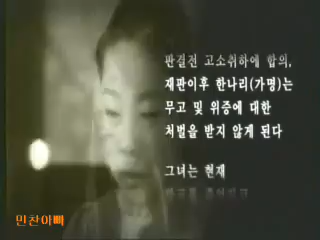 판결전 고소취하에 합의,
재판이후 한나리(가명)는
무고 및 위증에 대한
처벌을 받지 않게 된다
그녀는 현재
민찬아빠